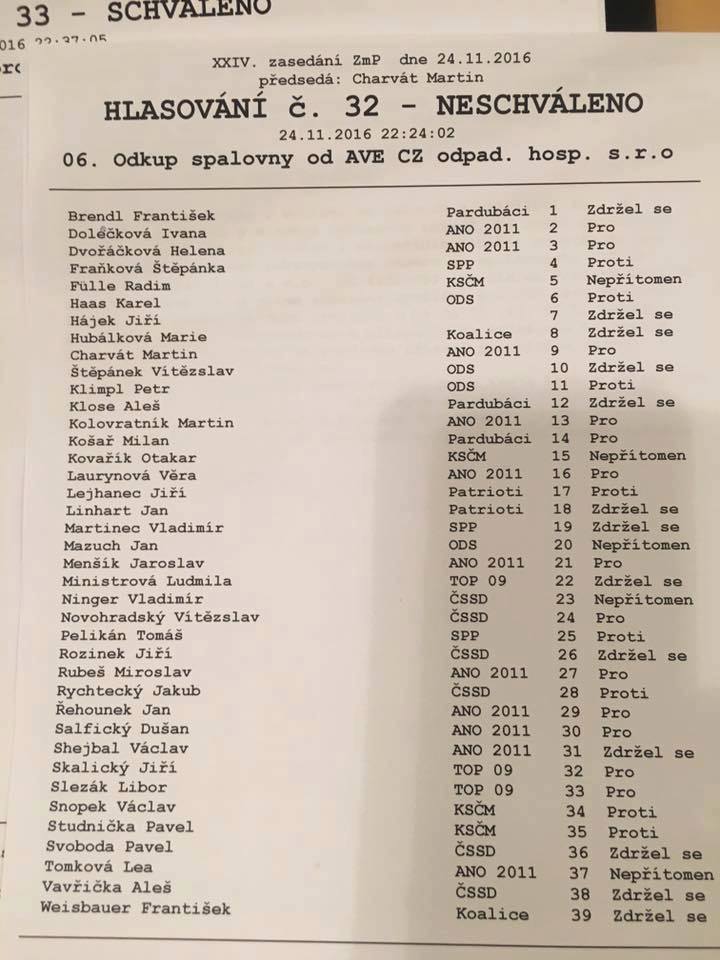 33 - SCHVÁLENO
016 22:37:05
XXIV. zasedání ZmP dne 24.11.2016
předsedá: Charvát Martin
HLASOVÁNÍ č. 32 - NESCHVÁLENO
24.11.2016 22:24:02
06. Odkup spalovny od AVE CZ odpad. hosp. s.r.o
Brendl František Pardubáci 1 Zdržel se
Dolečková Ivana ANO 2011 2 Pro
Dvořáčková Helena ANO 2011 3 Pro
Fraňková Štěpánka SPP 4 Proti
Fülle Radim KSČM 5 Nepřítomen
Haas Karel ODS 6 Proti
Hájek Jiří 7 Zdržel se
Hubálková Marie Koalice 8 Zdržel se
Charvát Martin ANO 2011 9 Pro
Štěpánek Vítězslav ODS 10 Zdržel se
Klimpl Petr ODS 11 Proti
Klose Aleš Pardubáci 12 Zdržel se
Kolovratník Martin ANO 2011 13 Pro
Košař Milan Pardubáci 14 Pro
Kovařík Otakar KSČM 15 Nepřítomen
Laurynová Věra ANO 2011 16 Pro
Lejhanec Jiří Patrioti 17 Proti
Linhart Jan Patrioti 18 Zdržel se
Martinec Vladimír SPP 19 Zdržel se
Mazuch Jan ODS 20 Nepřítomen
Menšík Jaroslav ANO 2011 21 Pro
Ministrová Ludmila TOP 09 22 Zdržel se
Ninger Vladimír ČSSD 23 Nepřítomen
Novohradský Vítězslav ČSSD 24 Pro
Pelikán Tomáš SPP 25 Proti
Rozinek Jiří ČSSD 26 Zdržel se
Rubeš Miroslav ANO 2011 27 Pro
Rychtecký Jakub ČSSD 28 Proti
Řehounek Jan ANO 2011 29 Pro
Salfický Dušan ANO 2011 30 Pro
Shejbal Václav ANO 2011 31 Zdržel se
Skalický Jiří TOP 09 32 Pro
Slezák Libor TOP 09 33 Pro
Snopek Václav KSČM 34 Proti
Studnička Pavel KSČM 35 Proti
Svoboda Pavel ČSSD 36 Zdržel se
Tomková Lea ANO 2011 37 Nepřítomen
Vavřička Aleš ČSSD 38 Zdržel se
Weisbauer František Koalice 39 Zdržel se